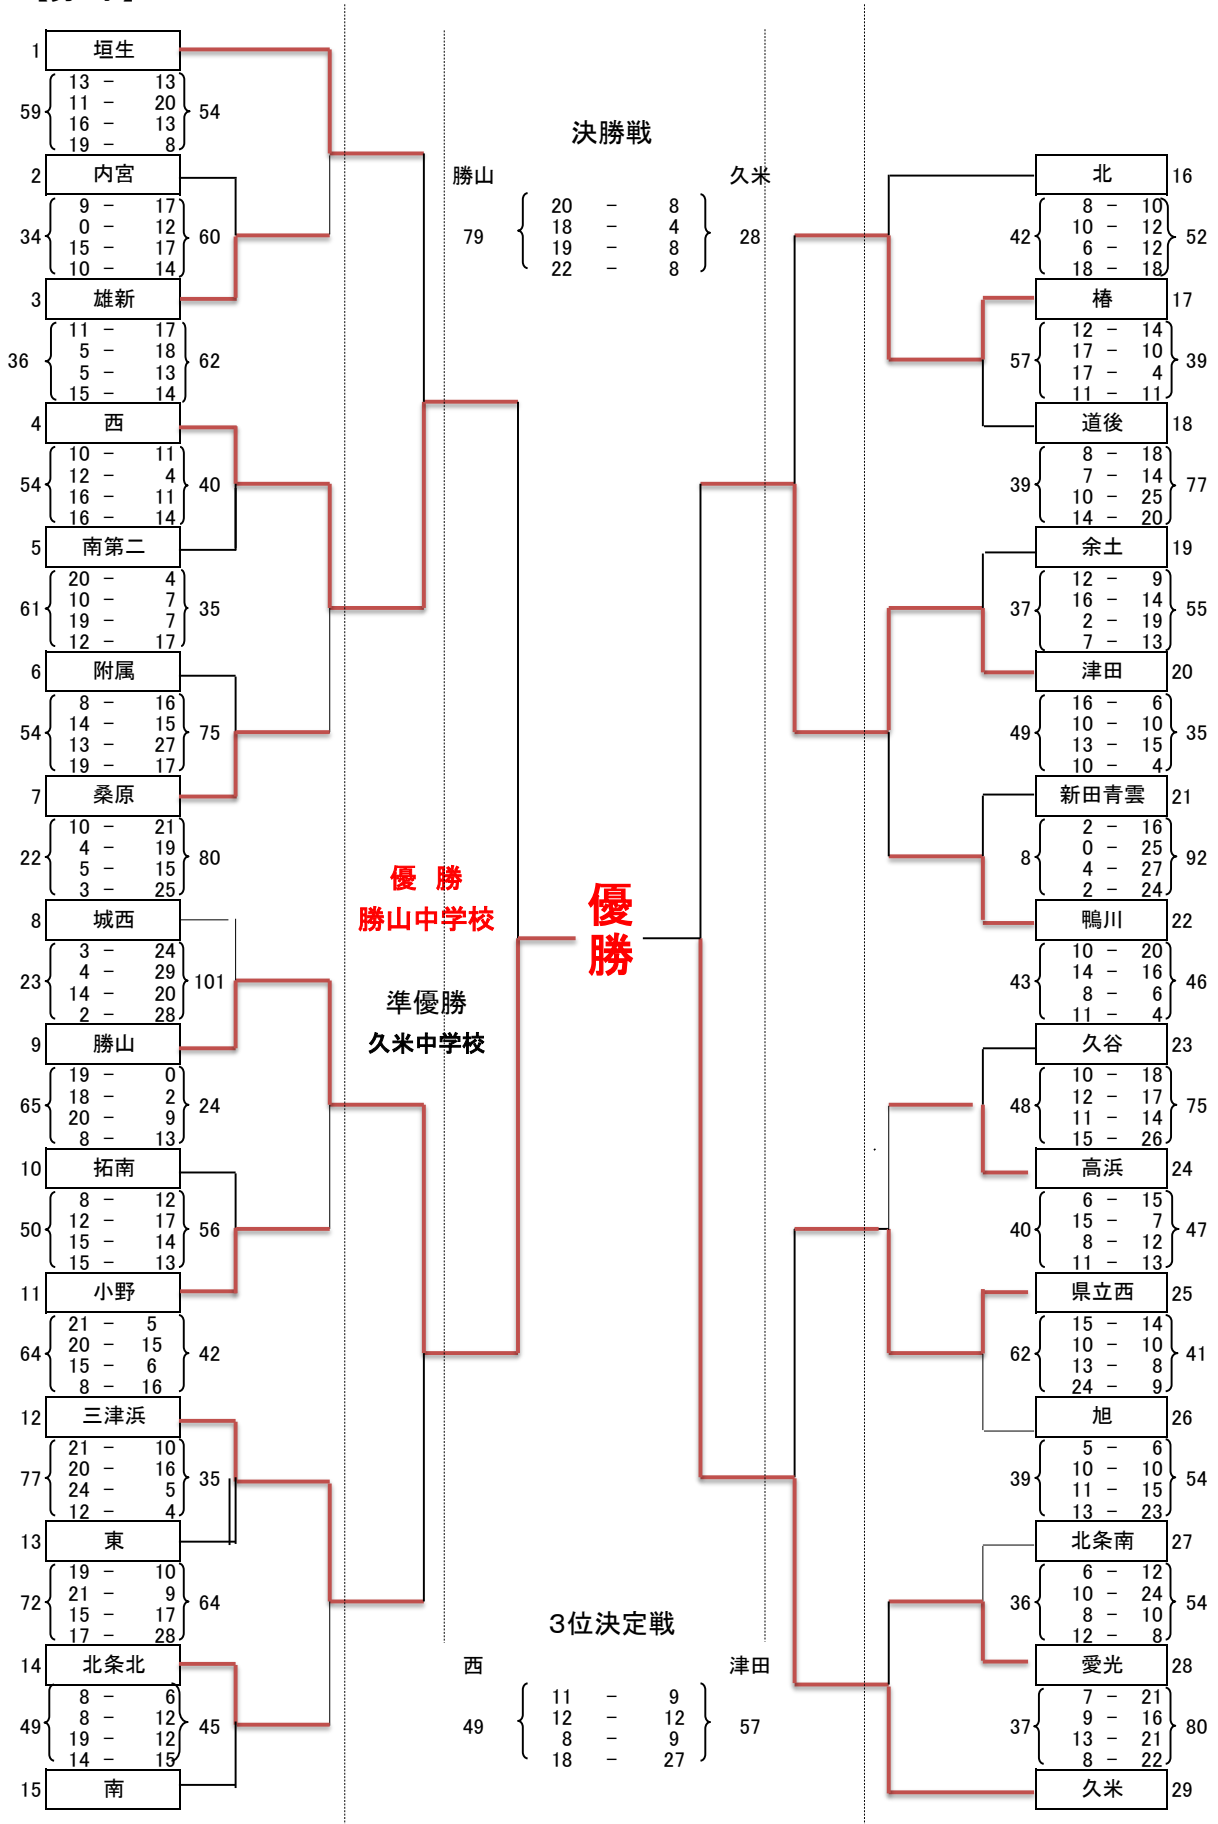 1 垣生
59 54
13 - 13
11 - 20
16 - 13
19 - 8
2 内宮
34 60
9 - 17
0 - 12
15 - 17
10 - 14
3 雄新
36 62
11 - 17
5 - 18
5 - 13
15 - 14
4 西
54 40
10 - 11
12 - 4
16 - 11
16 - 14
5 南第二
61 35
20 - 4
10 - 7
19 - 7
12 - 17
6 附属
54 75
8 - 16
14 - 15
13 - 27
19 - 17
7 桑原
22 80
10 - 21
4 - 19
5 - 15
3 - 25
8 城西
23 101
3 - 24
4 - 29
14 - 20
2 - 28
9 勝山
65 24
19 - 0
18 - 2
20 - 9
8 - 13
10 拓南
50 56
8 - 12
12 - 17
15 - 14
15 - 13
11 小野
64 42
21 - 5
20 - 15
15 - 6
8 - 16
12 三津浜
77 35
21 - 10
20 - 16
24 - 5
12 - 4
13 東
72 64
19 - 10
21 - 9
15 - 17
17 - 28
14 北条北
49 45
8 - 6
8 - 12
19 - 12
14 - 15
15 南
決勝戦
勝山 久米
79 28
20 - 8
18 - 4
19 - 8
22 - 8
優 勝
勝山中学校
準優勝
久米中学校
優
勝
3位決定戦
西 津田
49 57
11 - 9
12 - 12
8 - 9
18 - 27
北 16
42 52
8 - 10
10 - 12
6 - 12
18 - 18
椿 17
57 39
12 - 14
17 - 10
17 - 4
11 - 11
道後 18
39 77
8 - 18
7 - 14
10 - 25
14 - 20
余土 19
37 55
12 - 9
16 - 14
2 - 19
7 - 13
津田 20
49 35
16 - 6
10 - 10
13 - 15
10 - 4
新田青雲 21
8 92
2 - 16
0 - 25
4 - 27
2 - 24
鴨川 22
43 46
10 - 20
14 - 16
8 - 6
11 - 4
久谷 23
48 75
10 - 18
12 - 17
11 - 14
15 - 26
高浜 24
40 47
6 - 15
15 - 7
8 - 12
11 - 13
県立西 25
62 41
15 - 14
10 - 10
13 - 8
24 - 9
旭 26
39 54
5 - 6
10 - 10
11 - 15
13 - 23
北条南 27
36 54
6 - 12
10 - 24
8 - 10
12 - 8
愛光 28
37 80
7 - 21
9 - 16
13 - 21
8 - 22
久米 29